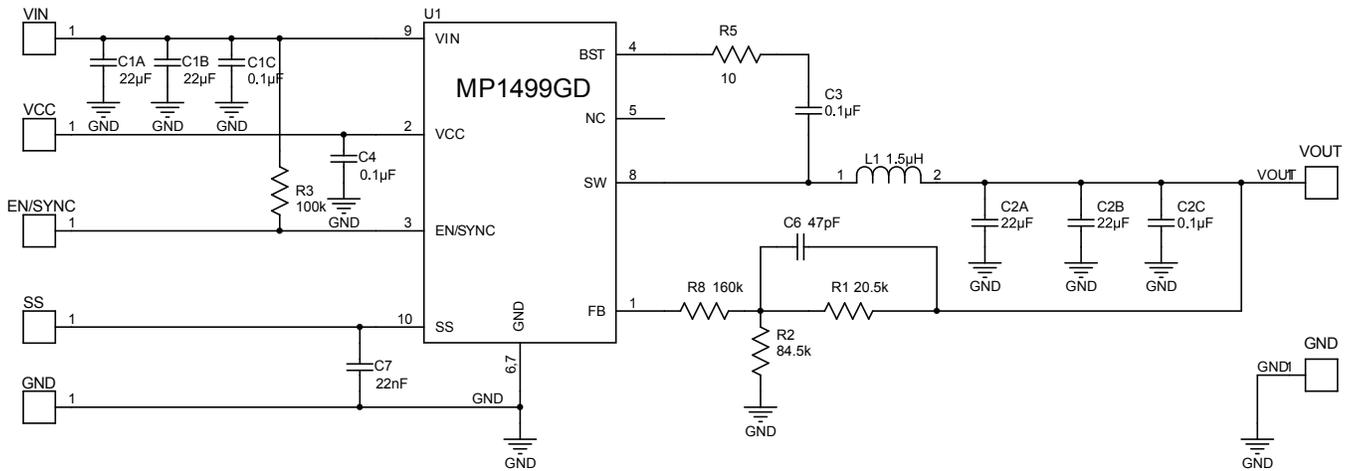 VIN
1
C1A
22µF
GND
C1B
22µF
GND
C1C
0.1µF
GND
VCC
1
C4
0.1µF
GND
R3
100k
EN/SYNC
1
SS
1
C7
22nF
GND
1
GND
GND
U1
MP1499GD
9
VIN
2
VCC
3
EN/SYNC
10
SS
GND
6,7
BST
4
NC
5
SW
8
FB
1
R5
10
C3
0.1µF
L1 1.5µH
1
2
C6 47pF
R8 160k
R1 20.5k
R2
84.5k
GND
C2A
22µF
GND
C2B
22µF
GND
C2C
0.1µF
GND
VOUT
VOUT
1
GND
GND
1
GND